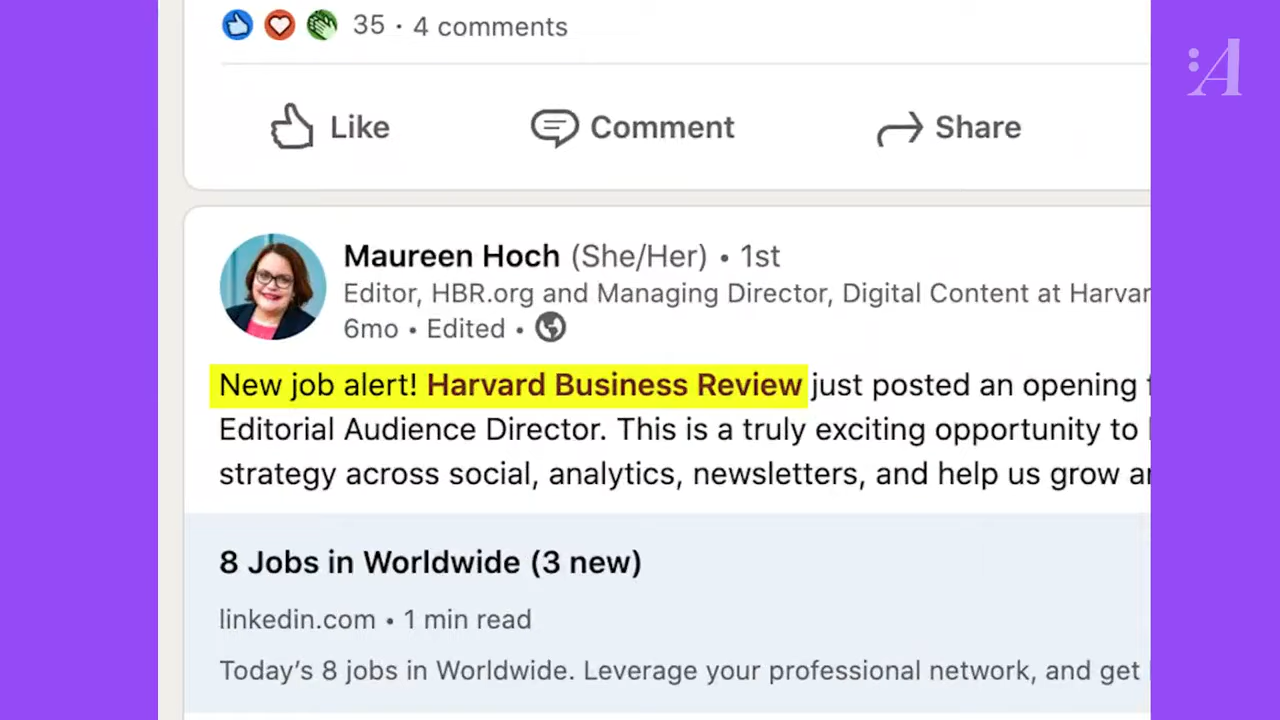 :A
35 · 4 comments
Like
Comment
Share
Maureen Hoch (She/Her) • 1st
Editor, HBR.org and Managing Director, Digital Content at Harvar
6mo • Edited •
New job alert! Harvard Business Review just posted an opening
Editorial Audience Director. This is a truly exciting opportunity to
strategy across social, analytics, newsletters, and help us grow
8 Jobs in Worldwide (3 new)
linkedin.com • 1 min read
Today’s 8 jobs in Worldwide. Leverage your professional network, and get